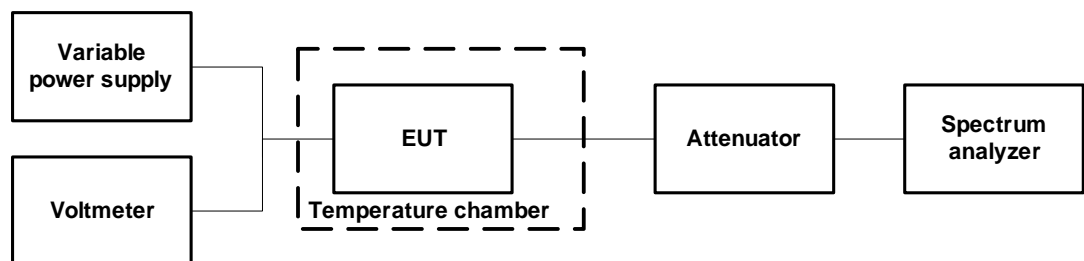 Variable
power supply
EUT
Attenuator
Spectrum
analyzer
Voltmeter
Temperature chamber